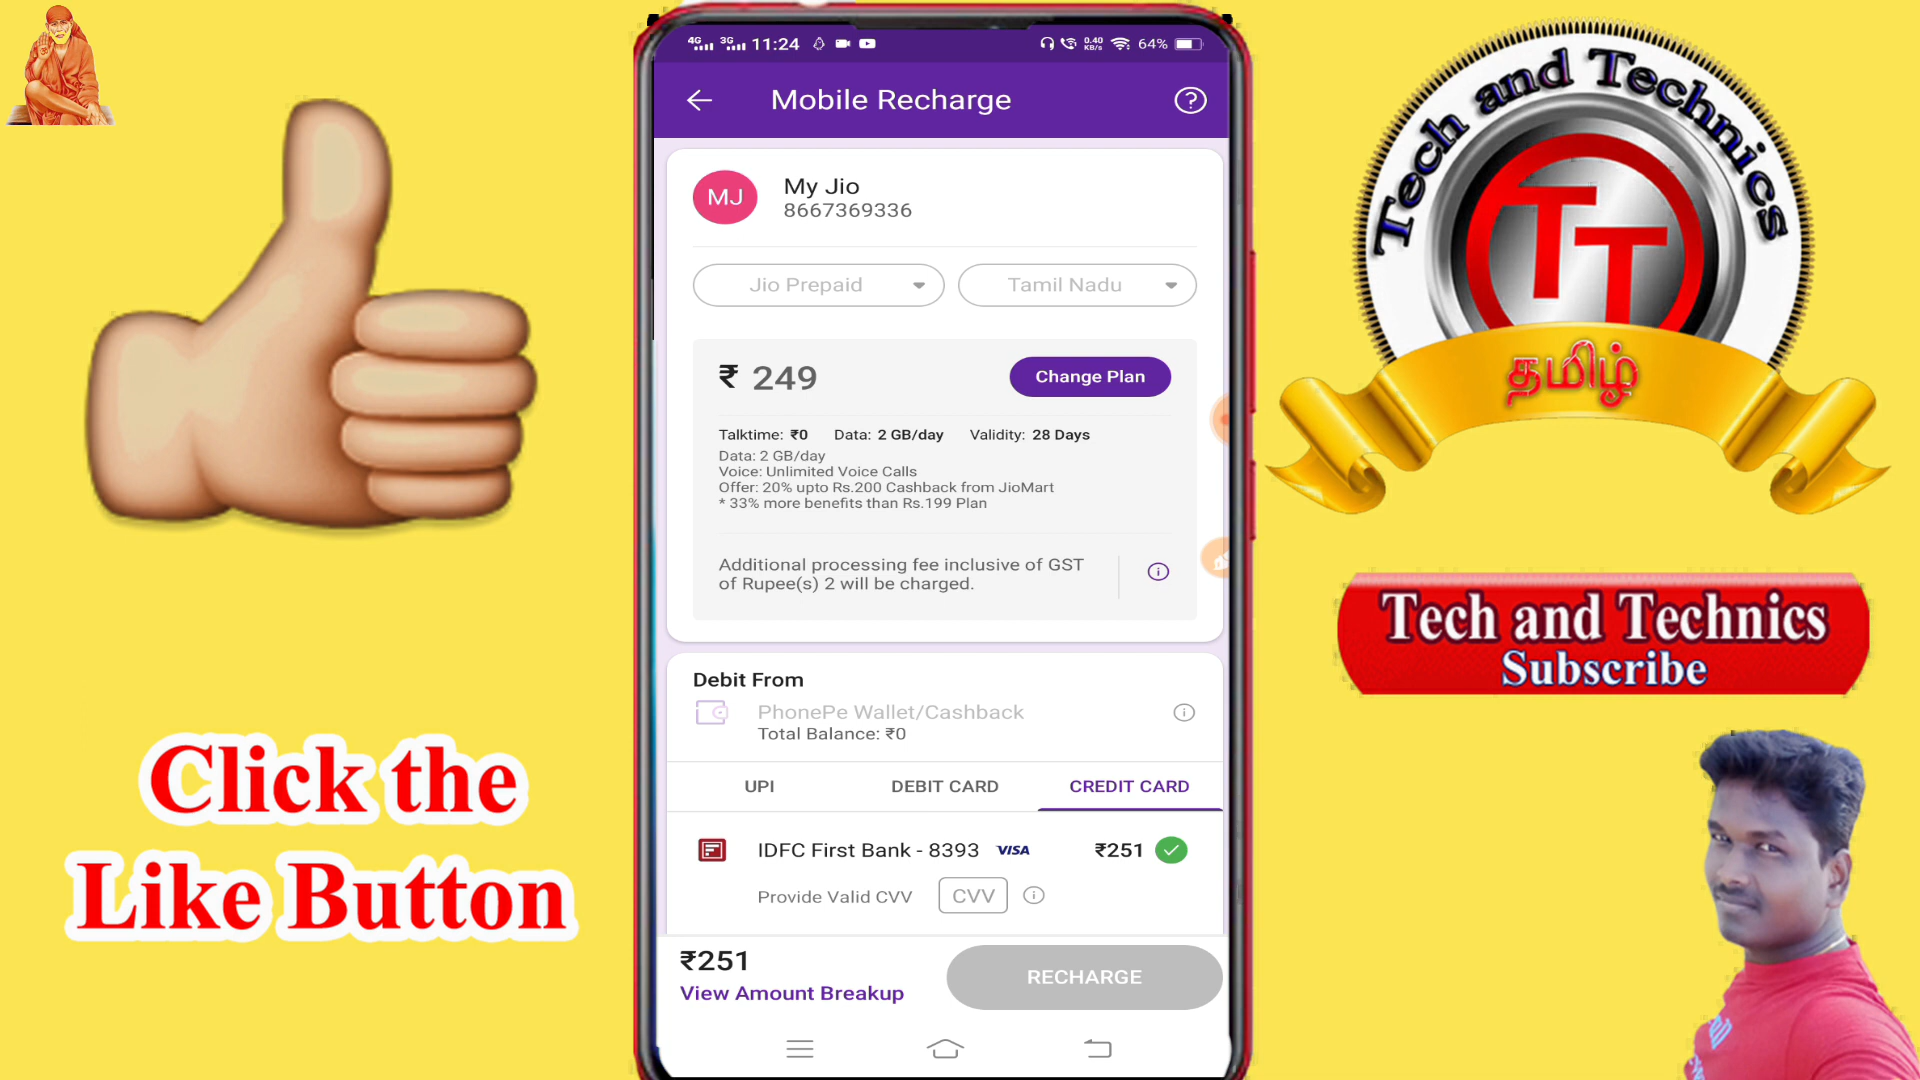 4G 3G 11:24 0.40 KB/s 64%
Mobile Recharge
MJ
My Jio
8667369336
Jio Prepaid Tamil Nadu
₹ 249 Change Plan
Talktime: ₹0 Data: 2 GB/day Validity: 28 Days
Data: 2 GB/day
Voice: Unlimited Voice Calls
Offer: 20% upto Rs.200 Cashback from JioMart
* 33% more benefits than Rs.199 Plan
Additional processing fee inclusive of GST
of Rupee(s) 2 will be charged.
Debit From
PhonePe Wallet/Cashback
Total Balance: ₹0
UPI DEBIT CARD CREDIT CARD
IDFC First Bank - 8393 VISA ₹251
Provide Valid CVV CVV
₹251
View Amount Breakup
RECHARGE
Click the
Like Button
Tech and Technics
TT
தமிழ்
Tech and Technics
Subscribe